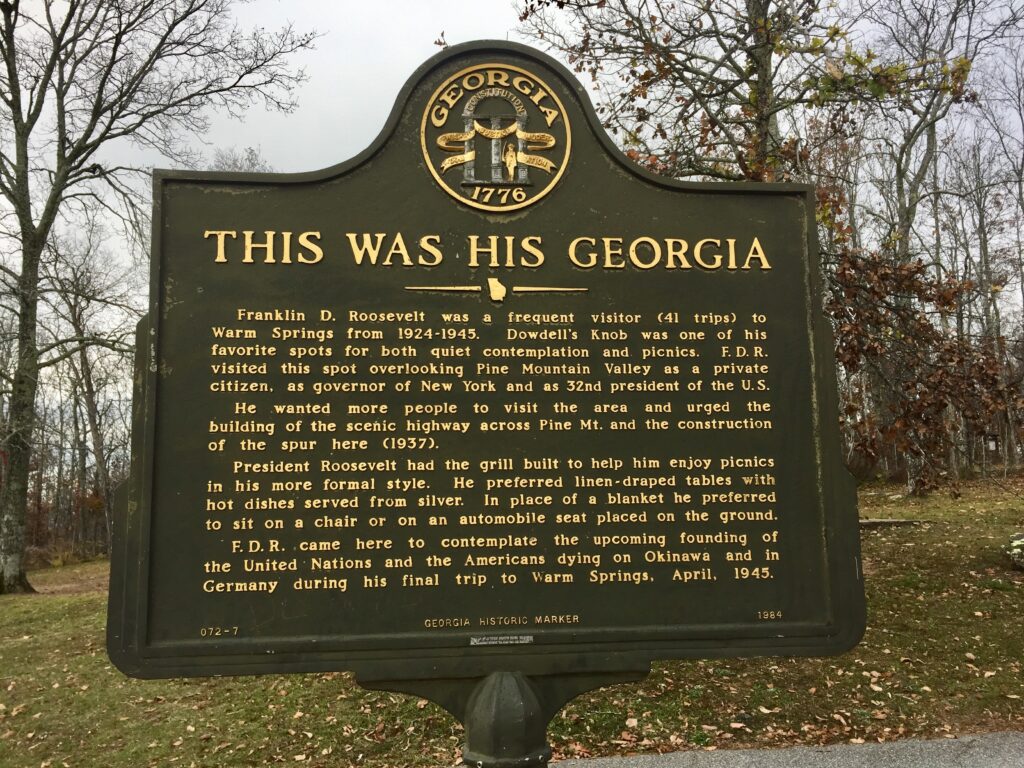 GEORGIA
CONSTITUTION
1776
THIS WAS HIS GEORGIA
Franklin D. Roosevelt was a frequent visitor (41 trips) to
Warm Springs from 1924-1945. Dowdell's Knob was one of his
favorite spots for both quiet contemplation and picnics. F.D.R.
visited this spot overlooking Pine Mountain Valley as a private
citizen, as governor of New York and as 32nd president of the U.S.
He wanted more people to visit the area and urged the
building of the scenic highway across Pine Mt. and the construction
of the spur here (1937).
President Roosevelt had the grill built to help him enjoy picnics
in his more formal style. He preferred linen-draped tables with
hot dishes served from silver. In place of a blanket he preferred
to sit on a chair or on an automobile seat placed on the ground.
F.D.R. came here to contemplate the upcoming founding of
the United Nations and the Americans dying on Okinawa and in
Germany during his final trip to Warm Springs, April, 1945.
072-7 GEORGIA HISTORIC MARKER 1984